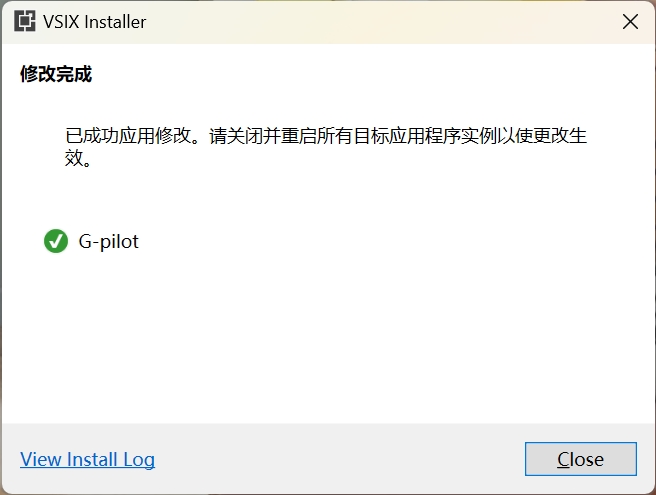 VSIX Installer
修改完成
已成功应用修改。请关闭并重启所有目标应用程序实例以使更改生
效。
G-pilot
View Install Log
Close